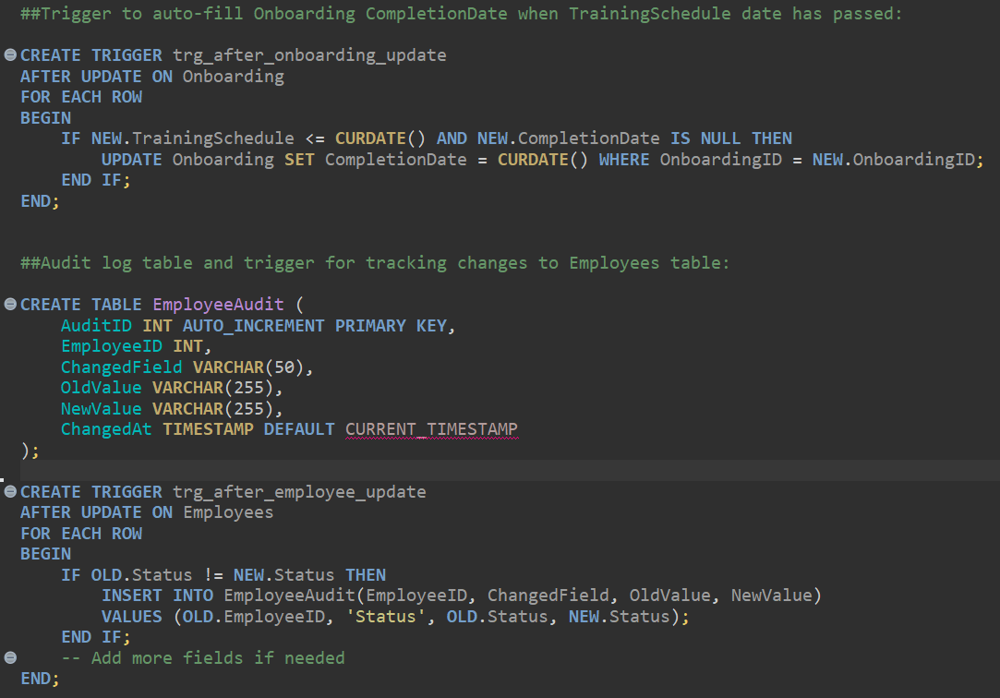 ##Trigger to auto-fill Onboarding CompletionDate when TrainingSchedule date has passed:
CREATE TRIGGER trg_after_onboarding_update
AFTER UPDATE ON Onboarding
FOR EACH ROW
BEGIN
    IF NEW.TrainingSchedule <= CURDATE() AND NEW.CompletionDate IS NULL THEN
        UPDATE Onboarding SET CompletionDate = CURDATE() WHERE OnboardingID = NEW.OnboardingID;
    END IF;
END;
##Audit log table and trigger for tracking changes to Employees table:
CREATE TABLE EmployeeAudit (
    AuditID INT AUTO_INCREMENT PRIMARY KEY,
    EmployeeID INT,
    ChangedField VARCHAR(50),
    OldValue VARCHAR(255),
    NewValue VARCHAR(255),
    ChangedAt TIMESTAMP DEFAULT CURRENT_TIMESTAMP
);
CREATE TRIGGER trg_after_employee_update
AFTER UPDATE ON Employees
FOR EACH ROW
BEGIN
    IF OLD.Status != NEW.Status THEN
        INSERT INTO EmployeeAudit(EmployeeID, ChangedField, OldValue, NewValue)
        VALUES (OLD.EmployeeID, 'Status', OLD.Status, NEW.Status);
    END IF;
    -- Add more fields if needed
END;